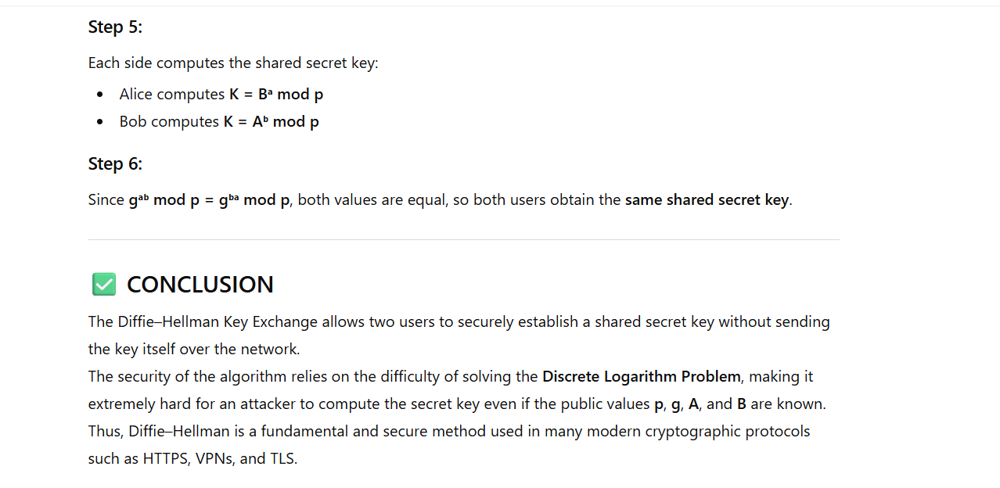 Step 5:
Each side computes the shared secret key:
• Alice computes K = Bᵃ mod p
• Bob computes K = Aᵇ mod p
Step 6:
Since gᵃᵇ mod p = gᵇᵃ mod p, both values are equal, so both users obtain the same shared secret key.
✅ CONCLUSION
The Diffie–Hellman Key Exchange allows two users to securely establish a shared secret key without sending
the key itself over the network.
The security of the algorithm relies on the difficulty of solving the Discrete Logarithm Problem, making it
extremely hard for an attacker to compute the secret key even if the public values p, g, A, and B are known.
Thus, Diffie–Hellman is a fundamental and secure method used in many modern cryptographic protocols
such as HTTPS, VPNs, and TLS.